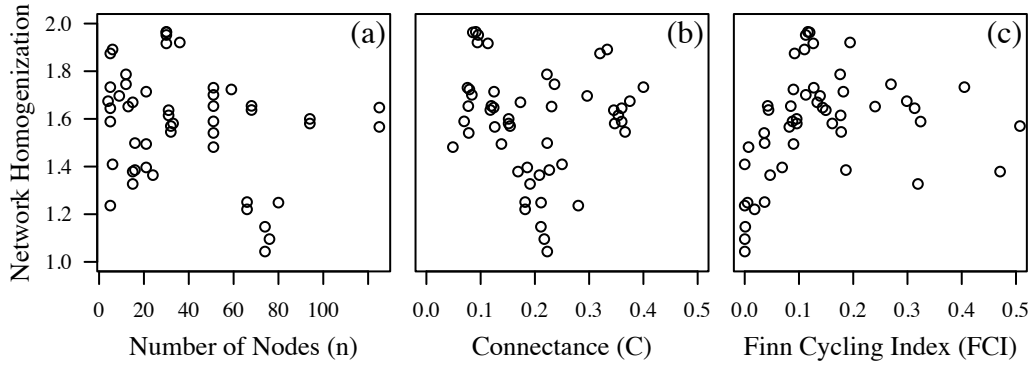 (a)
(b)
(c)
Network Homogenization
2.0
1.8
1.6
1.4
1.2
1.0
0 20 40 60 80 100
0.0 0.1 0.2 0.3 0.4 0.5
0.0 0.1 0.2 0.3 0.4 0.5
Number of Nodes (n)
Connectance (C)
Finn Cycling Index (FCI)